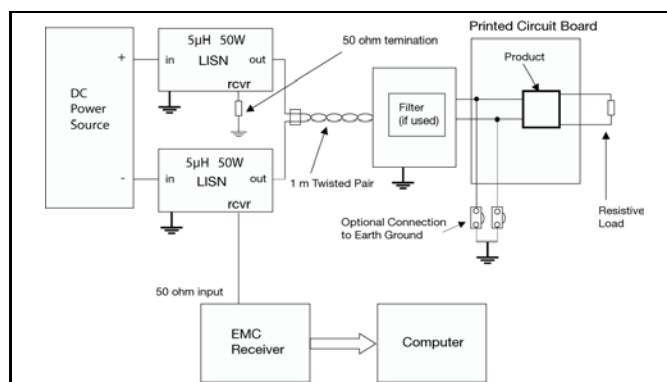 Printed Circuit Board
5µH 50W
LISN
in
out
rcvr
+
50 ohm temination
Product
DC
Power
Source
Filter
(if used)
5µH 50W
LISN
-
in
out
rcvr
1 m Twisted Pair
Optional Connection
to Earth Ground
Resistive
Load
50 ohm input
EMC
Receiver
Computer